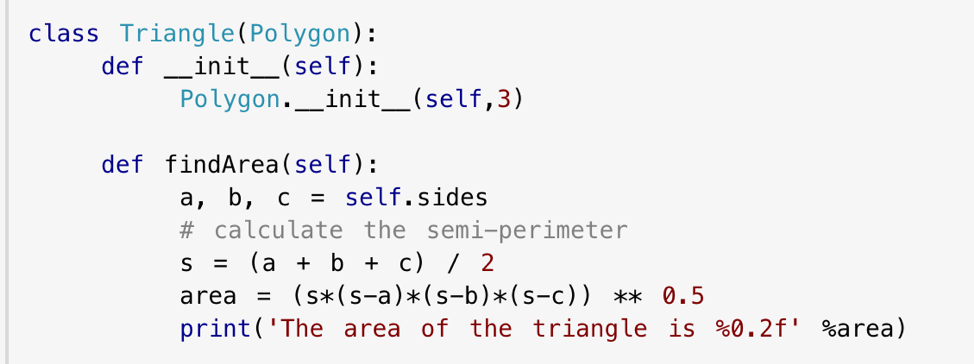 class Triangle(Polygon):
    def __init__(self):
        Polygon.__init__(self,3)

    def findArea(self):
        a, b, c = self.sides
        # calculate the semi-perimeter
        s = (a + b + c) / 2
        area = (s*(s-a)*(s-b)*(s-c)) ** 0.5
        print('The area of the triangle is %0.2f' %area)